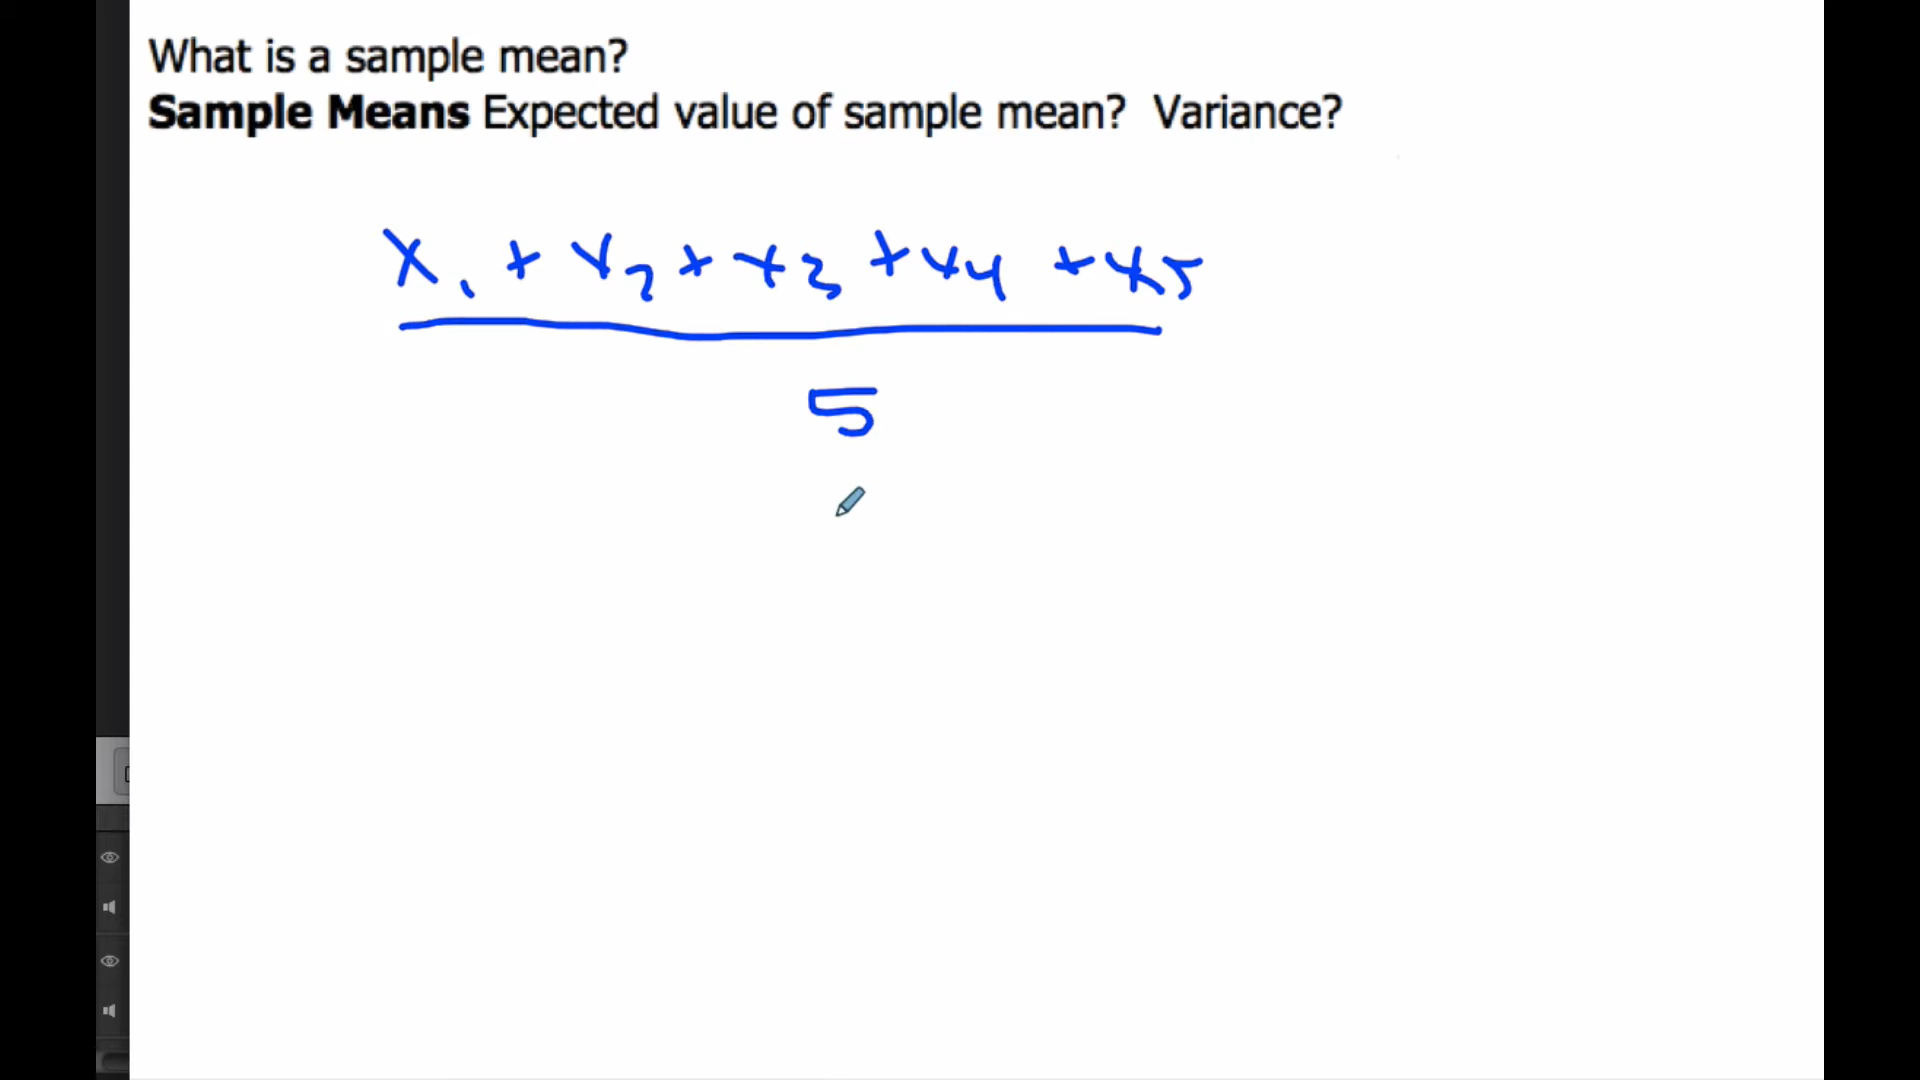 What is a sample mean?
Sample Means Expected value of sample mean?  Variance?
x₁ + x₂ + x₃ + x₄ + x₅
5